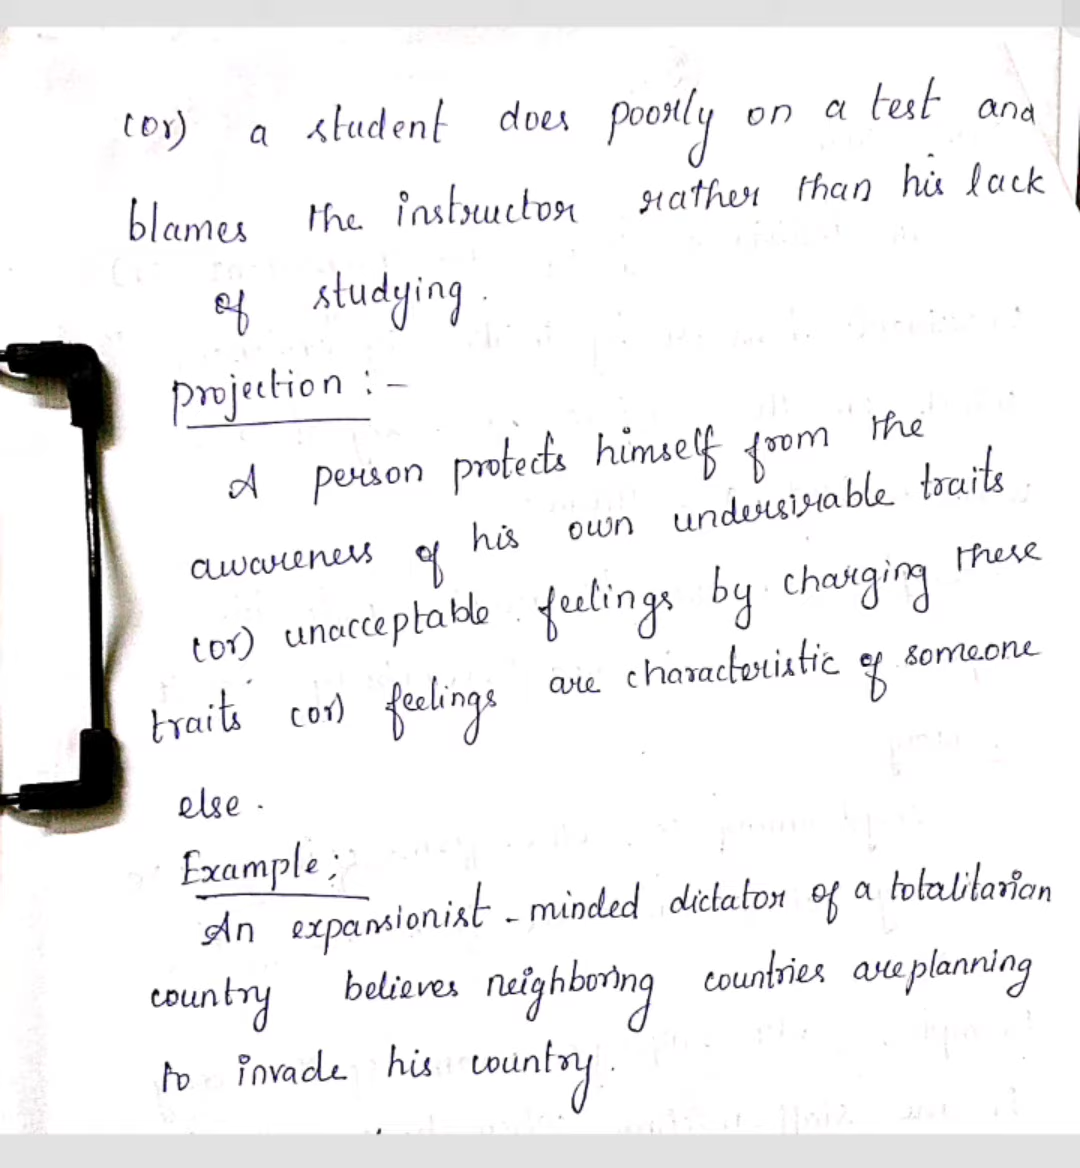 (or) a student does poorly on a test and
blames the instructor rather than his lack
of studying.
projection :-
A person protects himself from the
awareness of his own undersirable traits
(or) unacceptable feelings by charging these
traits (or) feelings are characteristic of someone
else.
Example:
An expansionist - minded dictator of a totalitarian
country believes neighboring countries are planning
to invade his country.